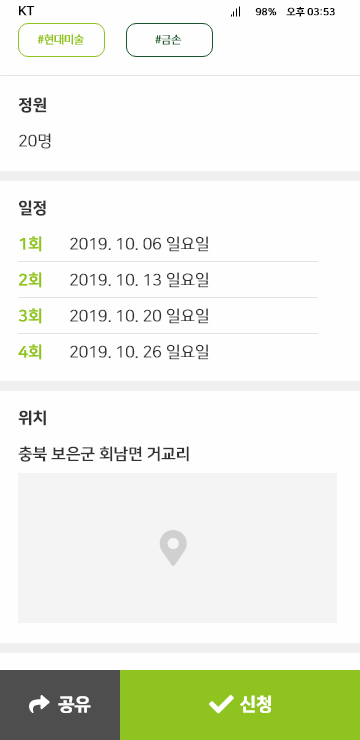 KT 98% 오후 03:53
#현대미술 #금손
정원
20명
일정
1회 2019. 10. 06 일요일
2회 2019. 10. 13 일요일
3회 2019. 10. 20 일요일
4회 2019. 10. 26 일요일
위치
충북 보은군 회남면 거교리
공유 신청